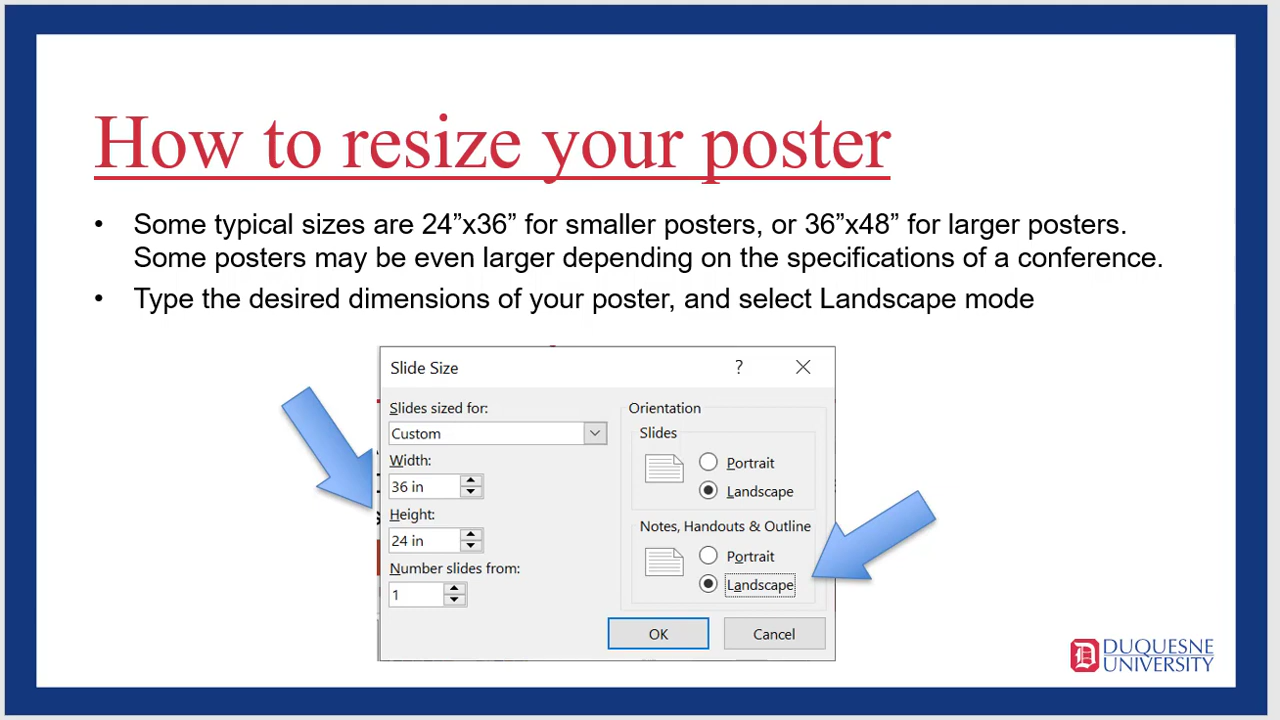 How to resize your poster
• Some typical sizes are 24”x36” for smaller posters, or 36”x48” for larger posters.
Some posters may be even larger depending on the specifications of a conference.
• Type the desired dimensions of your poster, and select Landscape mode
Slide Size
?
Slides sized for:
Custom
Width:
36 in
Height:
24 in
Number slides from:
1
Orientation
Slides
Portrait
Landscape
Notes, Handouts & Outline
Portrait
Landscape
OK
Cancel
D DUQUESNE
UNIVERSITY